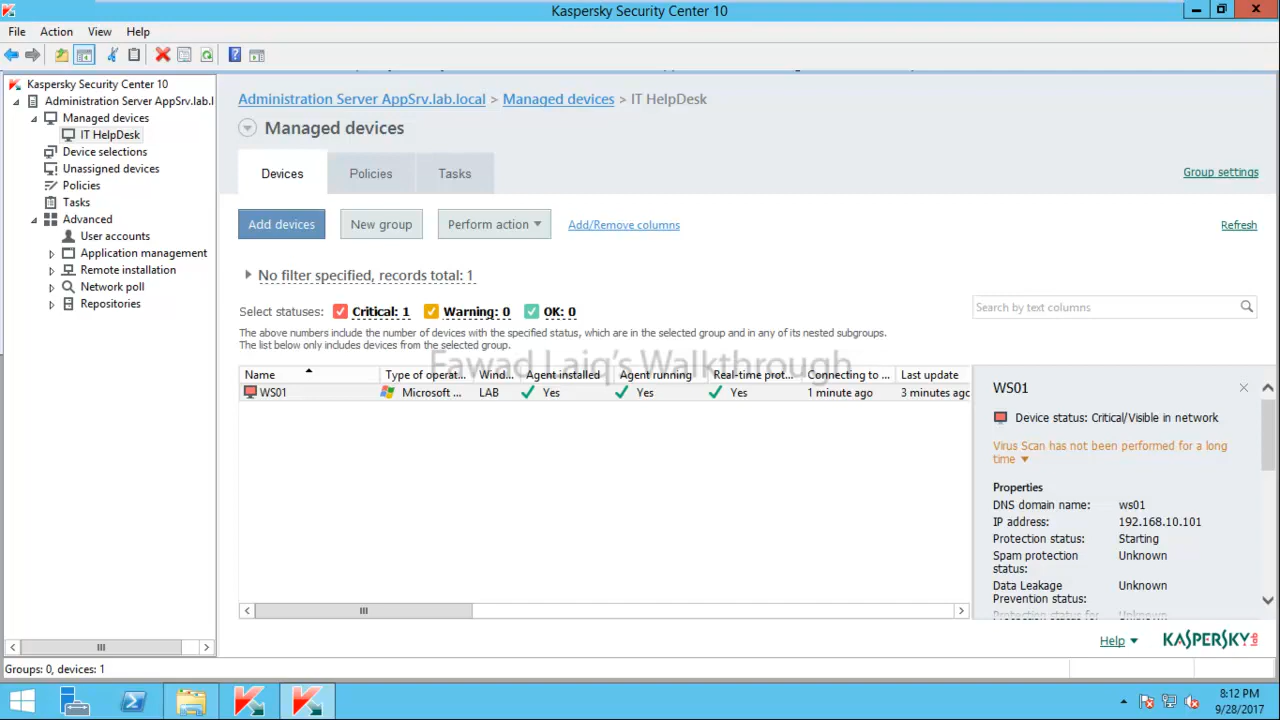 Kaspersky Security Center 10
File Action View Help
Kaspersky Security Center 10
Administration Server AppSrv.lab.l
Managed devices
IT HelpDesk
Device selections
Unassigned devices
Policies
Tasks
Advanced
User accounts
Application management
Remote installation
Network poll
Repositories
Administration Server AppSrv.lab.local > Managed devices > IT HelpDesk
Managed devices
Devices Policies Tasks
Group settings
Add devices New group Perform action Add/Remove columns Refresh
No filter specified, records total: 1
Select statuses: Critical: 1 Warning: 0 OK: 0
Search by text columns
The above numbers include the number of devices with the specified status, which are in the selected group and in any of its nested subgroups.
The list below only includes devices from the selected group.
Fawad Laiq's Walkthrough
Name Type of operat... Wind... Agent installed Agent running Real-time prot... Connecting to ... Last update
WS01 Microsoft ... LAB Yes Yes Yes 1 minute ago 3 minutes ago
WS01
Device status: Critical/Visible in network
Virus Scan has not been performed for a long
time
Properties
DNS domain name: ws01
IP address: 192.168.10.101
Protection status: Starting
Spam protection Unknown
status:
Data Leakage Unknown
Prevention status:
Protection status for Unknown
Help KASPERSKY lab
Groups: 0, devices: 1
8:12 PM
9/28/2017